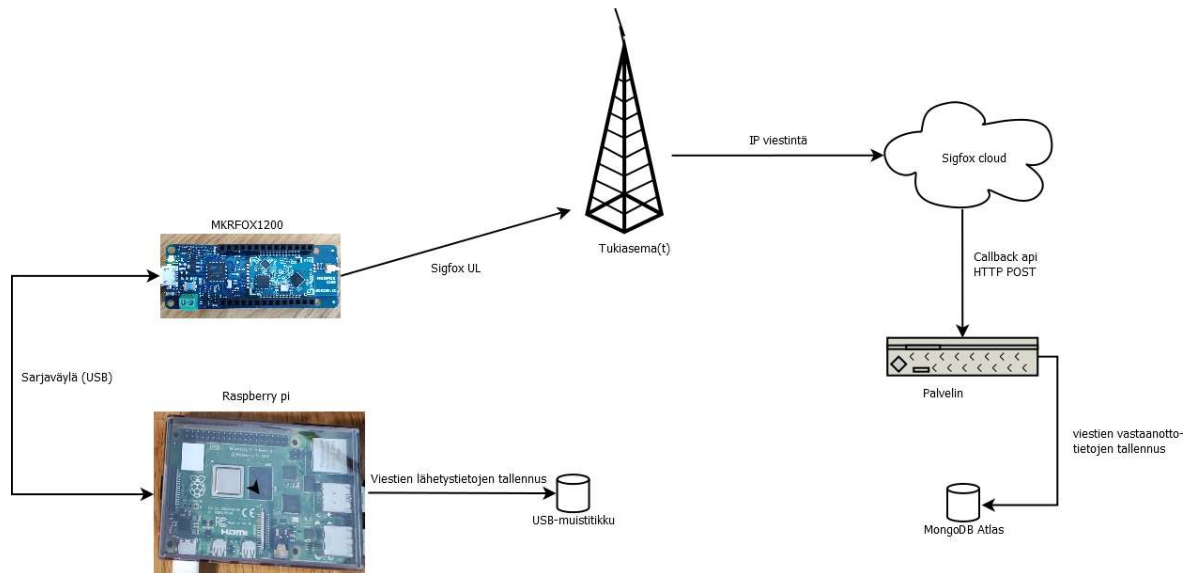 IP viestintä
Sigfox cloud
MKRFOX1200
Tukiasema(t)
Sigfox UL
Callback api
HTTP POST
Sarjaväylä (USB)
Raspberry pi
Palvelin
viestien vastaanotto-
tietojen tallennus
Viestien lähetystietojen tallennus
USB-muistitikku
MongoDB Atlas
HDMI